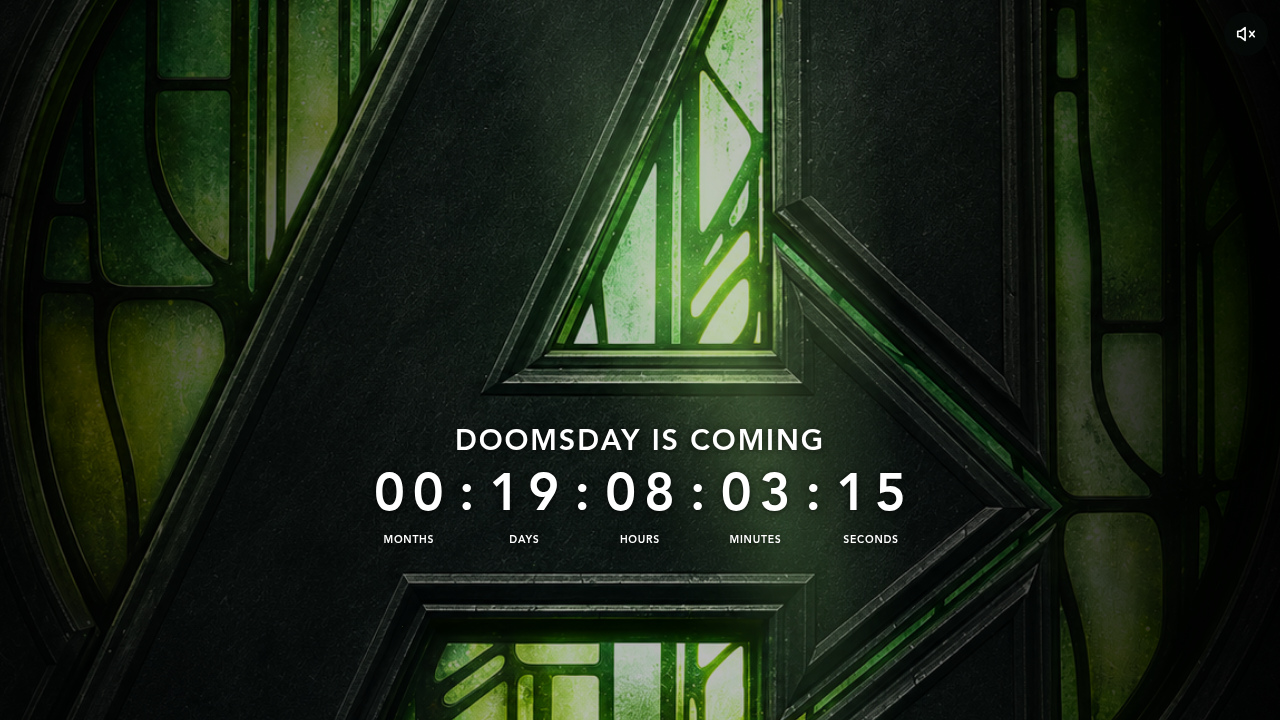 DOOMSDAY IS COMING
00 : 19 : 08 : 03 : 15
MONTHS DAYS HOURS MINUTES SECONDS